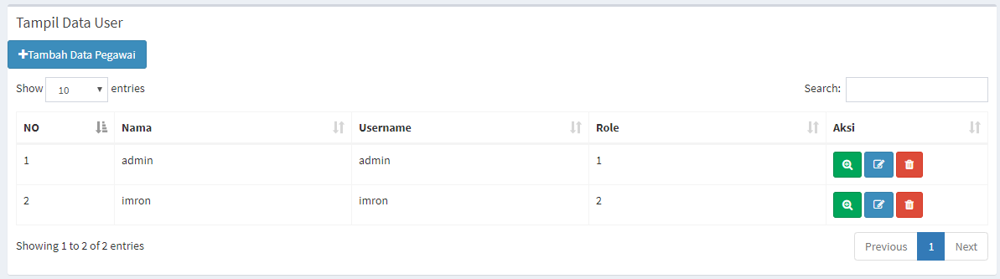 Tampil Data User
+Tambah Data Pegawai
Show 10 entries Search:
NO Nama Username Role Aksi
1 admin admin 1
2 imron imron 2
Showing 1 to 2 of 2 entries Previous 1 Next